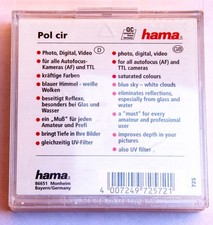 QC
hama®
Pol cir
• Photo, Digital, Video D
• für alle Autofocus-
Kameras (AF) und TTL
• kräftige Farben
• blauer Himmel - weiße
Wolken
• beseitigt Reflexe,
besonders bei Glas und
Wasser
• ein „Muß" für jeden
Amateur und Profi
• bringt Tiefe in Ihre Bilder
• gleichzeitig UV-Filter
• photo, digital, video GB
• for all autofocus (AF) and
TTL cameras
• saturated colours
• blue sky - white clouds
• eliminates reflections,
especially from glass and
water
• a "must" for every
amateur and professional
user
• improves depth in your
pictures
• also UV filter
hama®
86651 Monheim
Bayern/Germany
4 007249 725721
725